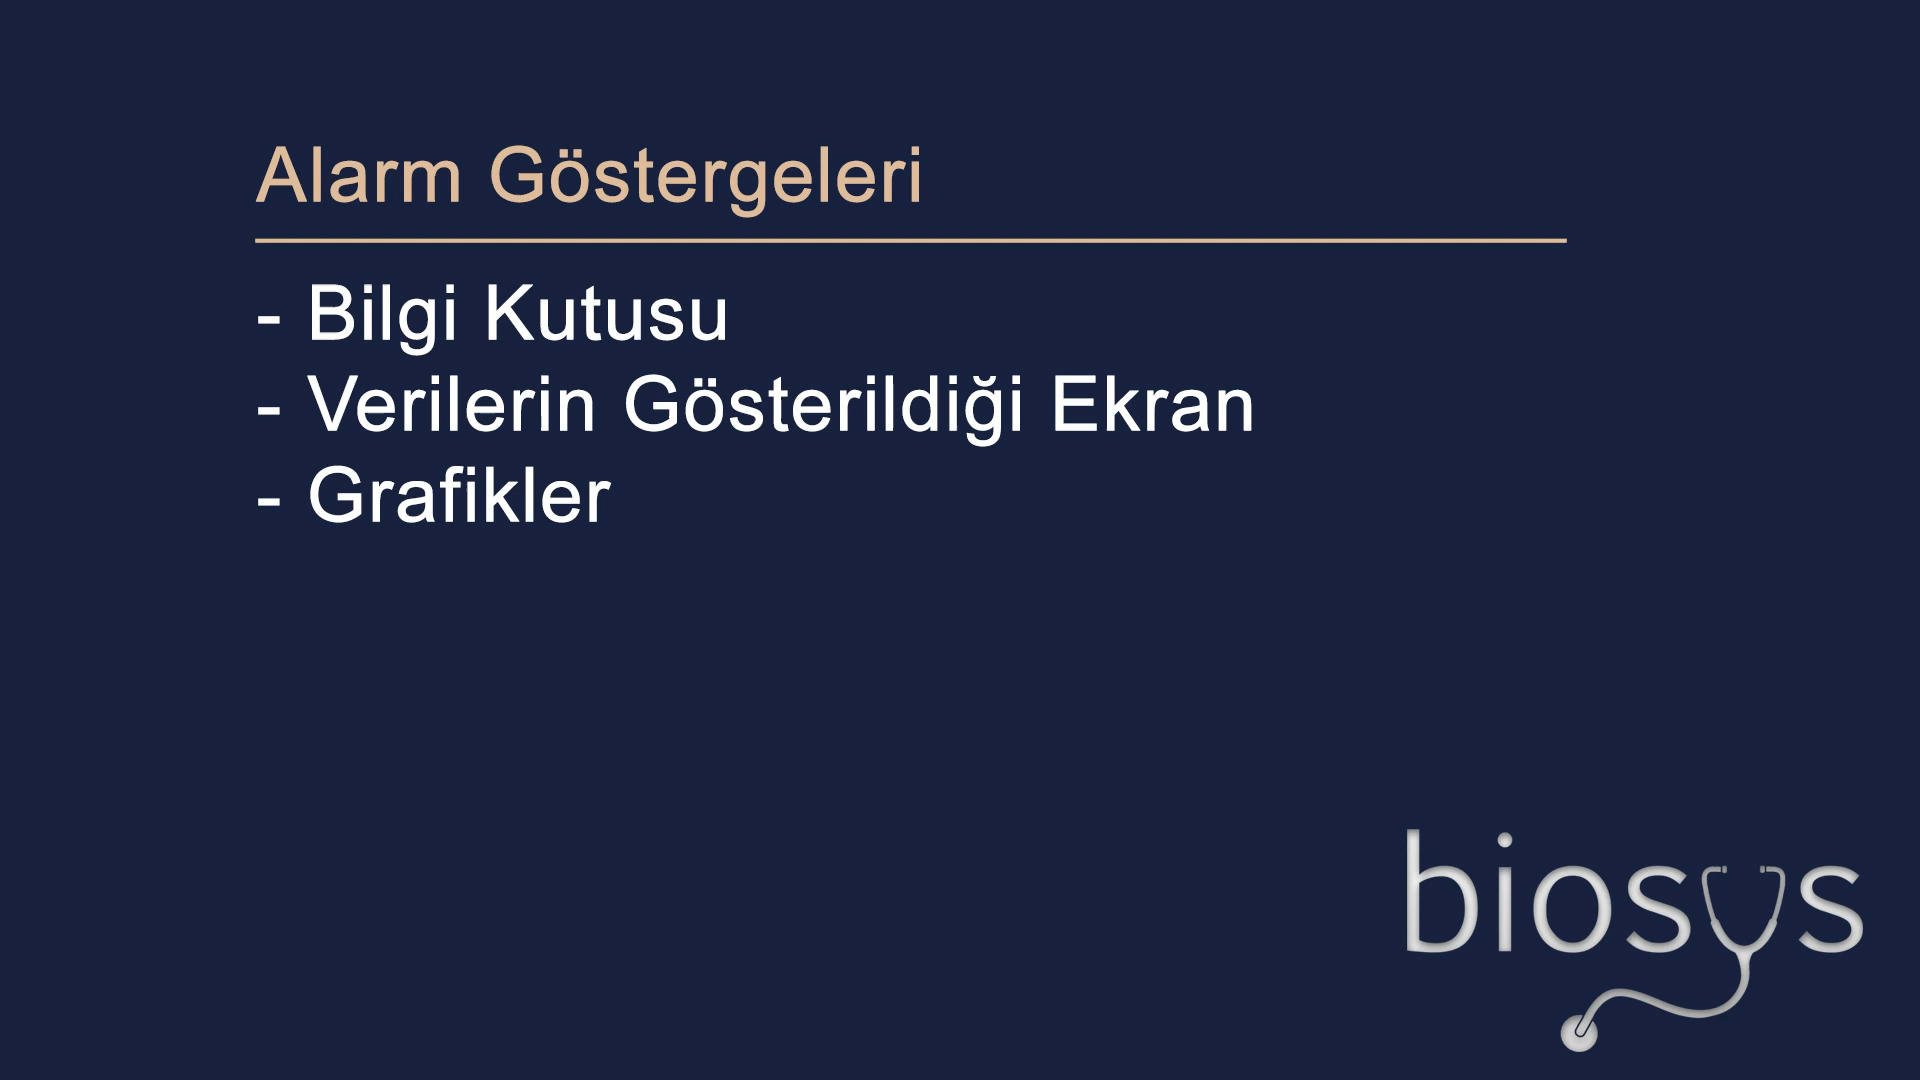 Alarm Göstergeleri
- Bilgi Kutusu
- Verilerin Gösterildiği Ekran
- Grafikler
biosys